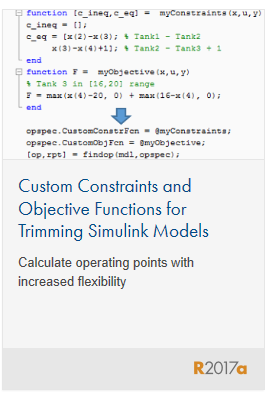 function [c_ineq,c_eq] = myConstraints(x,u,y)
c_ineq = [];
c_eq = [x(2)-x(3); % Tank1 - Tank2
x(3)-x(4)+1]; % Tank2 - Tank3 + 1
end
function F = myObjective(x,u,y)
% Tank 3 in [16,20] range
F = max(x(4)-20, 0) + max(16-x(4), 0);
end
opspec.CustomConstrFcn = @myConstraints;
opspec.CustomObjFcn = @myObjective;
[op,rpt] = findop(mdl,opspec);
Custom Constraints and
Objective Functions for
Trimming Simulink Models
Calculate operating points with
increased flexibility
R2017a